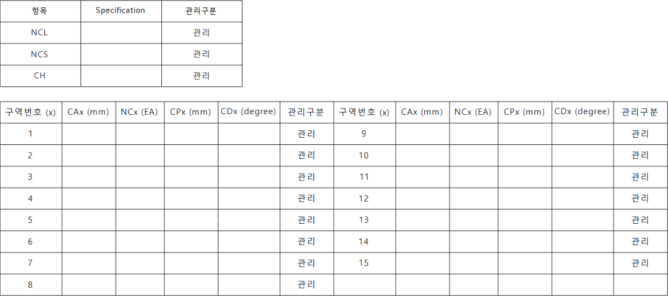 항목 Specification 관리구분
NCL 관리
NCS 관리
CH 관리
구역번호 (x) CAx (mm) NCx (EA) CPx (mm) CDx (degree) 관리구분 구역번호 (x) CAx (mm) NCx (EA) CPx (mm) CDx (degree) 관리구분
1 관리 9 관리
2 관리 10 관리
3 관리 11 관리
4 관리 12 관리
5 관리 13 관리
6 관리 14 관리
7 관리 15 관리
8 관리